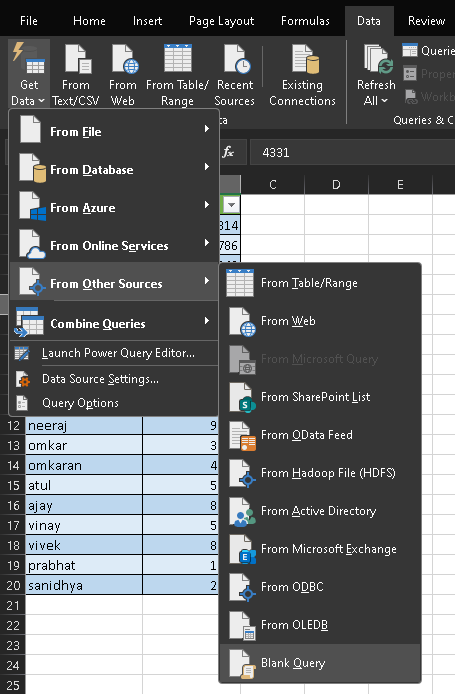 File Home Insert Page Layout Formulas Data Review
Get Data
From Text/CSV
From Web
From Table/ Range
Recent Sources
Existing Connections
Refresh All
Querie
Proper
Workb
Queries & C
ca
fx 4331
C D E
314
786
From File
From Database
From Azure
From Online Services
From Other Sources
Combine Queries
Launch Power Query Editor...
Data Source Settings...
Query Options
From Table/Range
From Web
From Microsoft Query
From SharePoint List
From OData Feed
From Hadoop File (HDFS)
From Active Directory
From Microsoft Exchange
From ODBC
From OLEDB
Blank Query
12 neeraj 9
13 omkar 3
14 omkaran 4
15 atul 5
16 ajay 8
17 vinay 5
18 vivek 8
19 prabhat 1
20 sanidhya 2
21
22
23
24
25